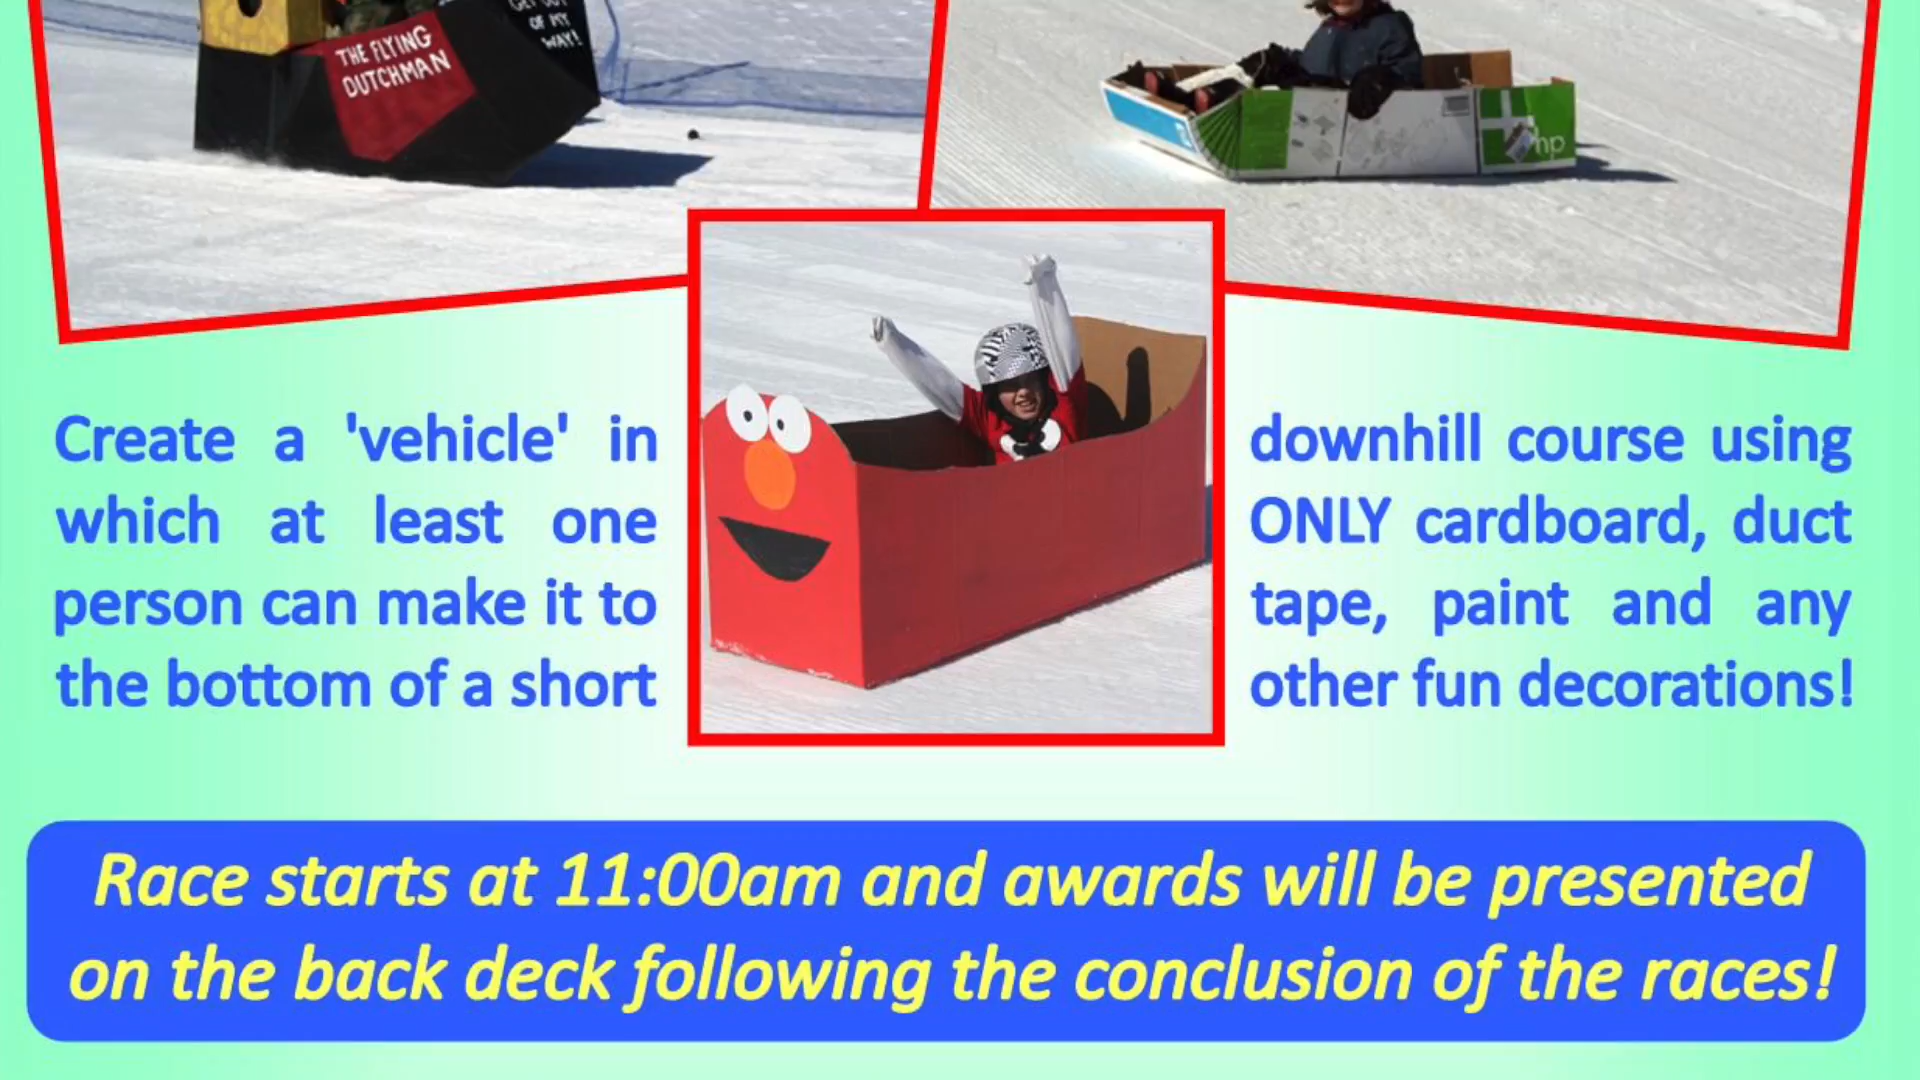 GET OUT
OF MY
WAY!
THE FLYING
DUTCHMAN
hp
Create a 'vehicle' in
which at least one
person can make it to
the bottom of a short
downhill course using
ONLY cardboard, duct
tape, paint and any
other fun decorations!
Race starts at 11:00am and awards will be presented
on the back deck following the conclusion of the races!